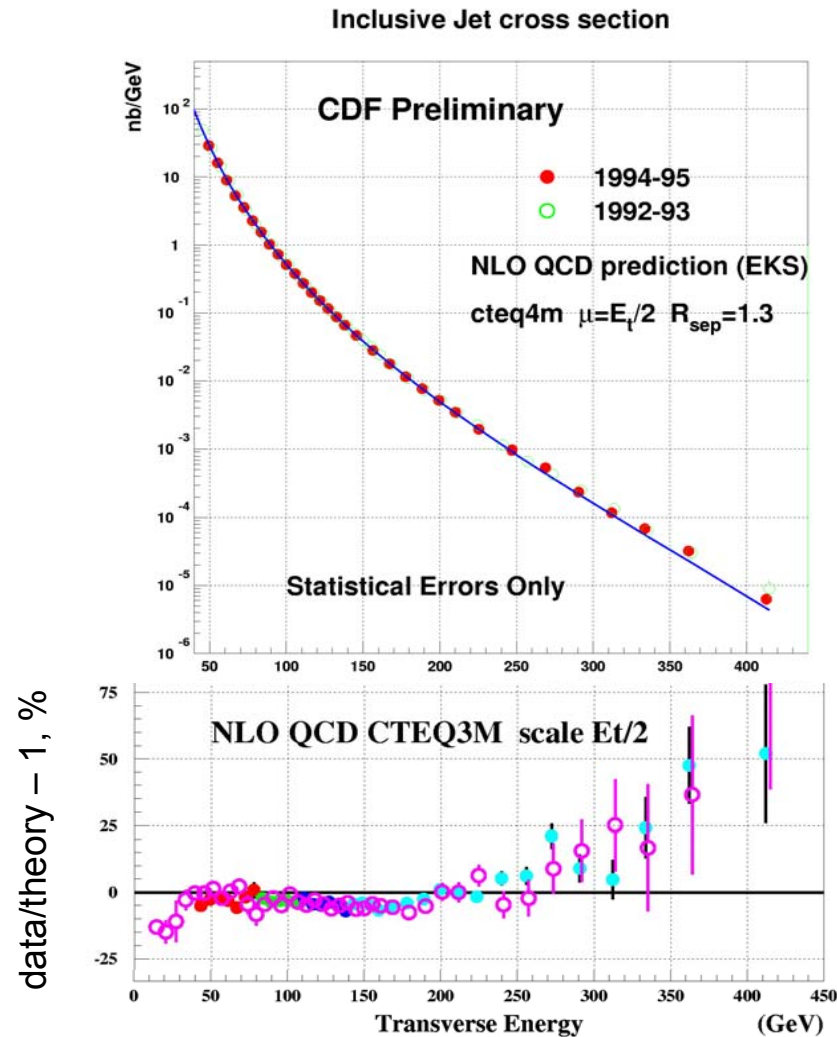 Inclusive Jet cross section
nb/GeV
CDF Preliminary
1994-95
1992-93
NLO QCD prediction (EKS)
cteq4m μ=Et/2 Rsep=1.3
Statistical Errors Only
10 2
10
1
10 -1
10 -2
10 -3
10 -4
10 -5
10 -6
50 100 150 200 250 300 350 400
data/theory – 1, %
NLO QCD CTEQ3M scale Et/2
75
50
25
0
-25
0 50 100 150 200 250 300 350 400 450
Transverse Energy (GeV)